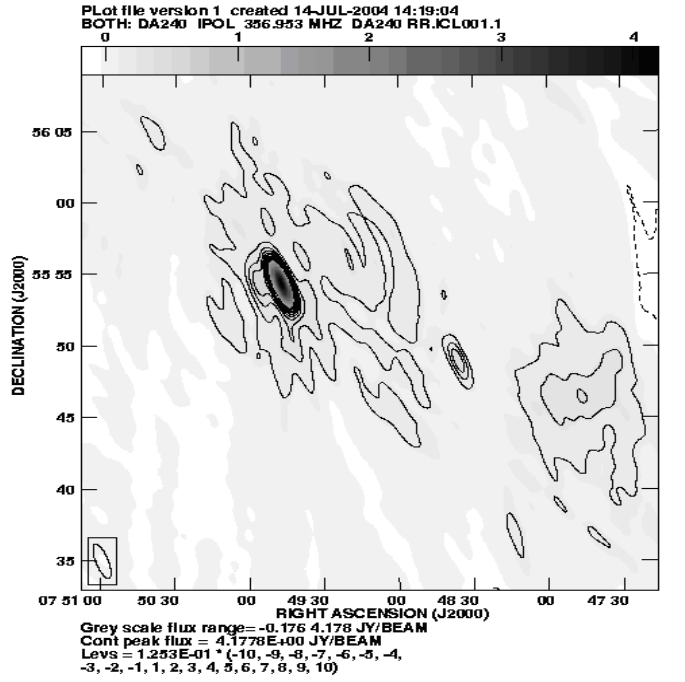 PLot file version 1 created 14-JUL-2004 14:19:04
BOTH: DA240 IPOL 356.953 MHZ DA240 RR.ICL001.1
0 1 2 3 4
56 05
00
55 55
50
45
40
35
DECLINATION (J2000)
07 51 00 50 30 00 49 30 00 48 30 00 47 30
RIGHT ASCENSION (J2000)
Grey scale flux range= -0.176 4.178 JY/BEAM
Cont peak flux = 4.1778E+00 JY/BEAM
Levs = 1.253E-01 * (-10, -9, -8, -7, -6, -5, -4,
-3, -2, -1, 1, 2, 3, 4, 5, 6, 7, 8, 9, 10)